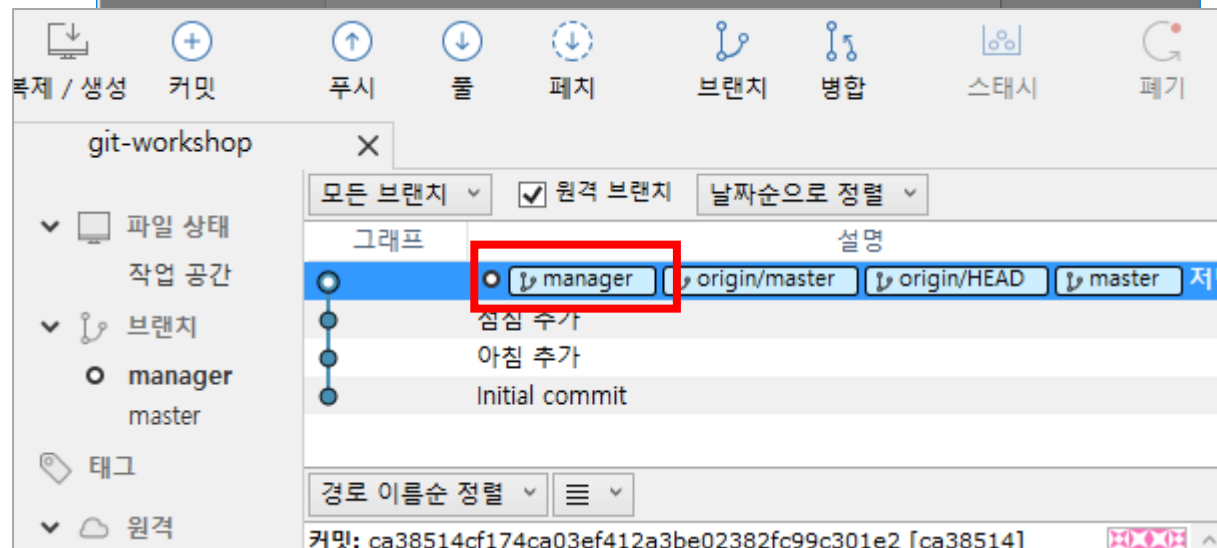 복제 / 생성 커밋 푸시 풀 페치 브랜치 병합 스태시 폐기
git-workshop
모든 브랜치 원격 브랜치 날짜순으로 정렬
파일 상태
그래프 설명
작업 공간
manager origin/master origin/HEAD master
브랜치
점심 추가
아침 추가
manager
Initial commit
master
태그
경로 이름순 정렬
원격
커밋: ca38514cf174ca03ef412a3be02382fc99c301e2 [ca38514]